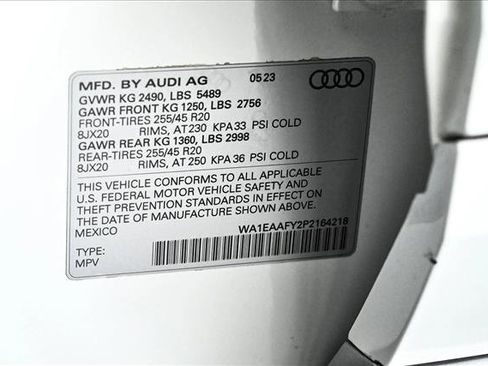 MFD. BY AUDI AG 05 23
GVWR KG 2490, LBS 5489
GAWR FRONT KG 1250, LBS 2756
FRONT-TIRES 255/45 R20
8JX20 RIMS, AT 230 KPA 33 PSI COLD
GAWR REAR KG 1360, LBS 2998
REAR-TIRES 255/45 R20
8JX20 RIMS, AT 250 KPA 36 PSI COLD
THIS VEHICLE CONFORMS TO ALL APPLICABLE
U.S. FEDERAL MOTOR VEHICLE SAFETY AND
THEFT PREVENTION STANDARDS IN EFFECT ON
THE DATE OF MANUFACTURE SHOWN ABOVE
MEXICO WA1EAAFY2P2164218
TYPE:
MPV